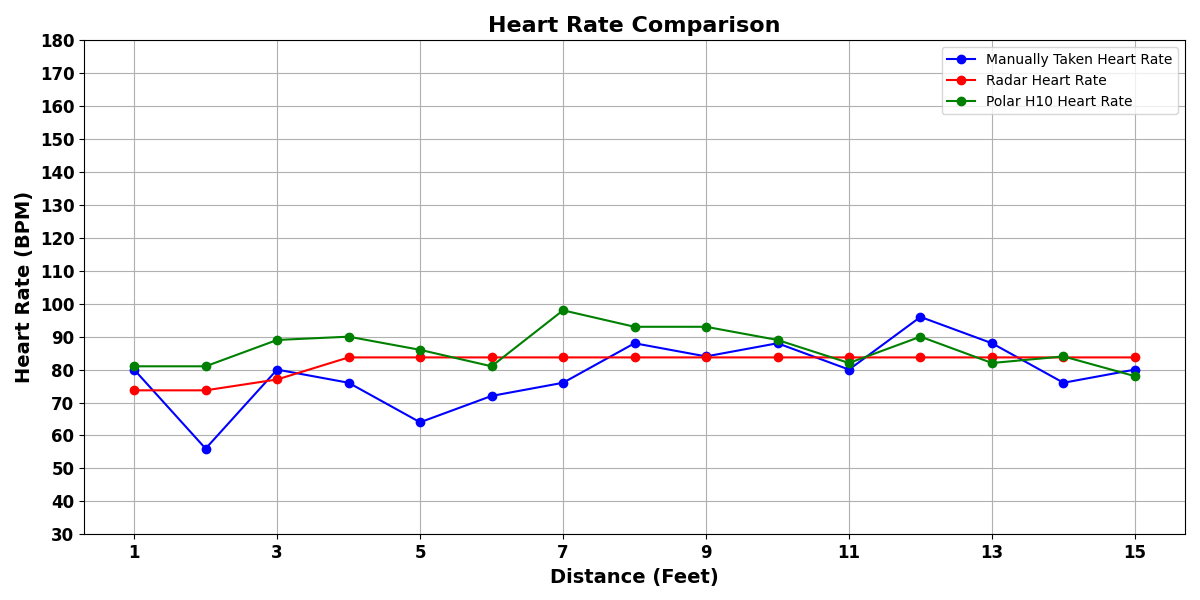 Heart Rate Comparison
Heart Rate (BPM)
180
170
160
150
140
130
120
110
100
90
80
70
60
50
40
30
Manually Taken Heart Rate
Radar Heart Rate
Polar H10 Heart Rate
1 3 5 7 9 11 13 15
Distance (Feet)